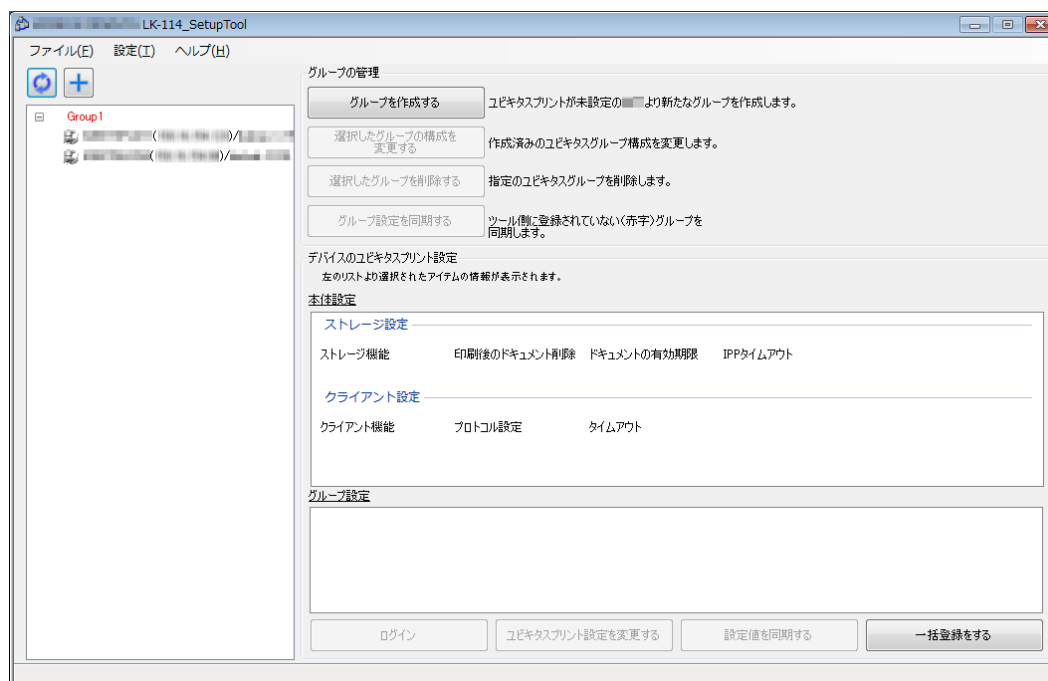 LK-114_SetupTool
ファイル(F) 設定(T) ヘルプ(H)
グループの管理
グループを作成する
ユビキタスプリントが未設定の より新たなグループを作成します。
Group1
( )/
( )/
選択したグループの構成を
変更する
作成済みのユビキタスグループ構成を変更します。
選択したグループを削除する
指定のユビキタスグループを削除します。
グループ設定を同期する
ツール側に登録されていない(赤字)グループを
同期します。
デバイスのユビキタスプリント設定
左のリストより選択されたアイテムの情報が表示されます。
本体設定
ストレージ設定
ストレージ機能 印刷後のドキュメント削除 ドキュメントの有効期限 IPPタイムアウト
クライアント設定
クライアント機能 プロトコル設定 タイムアウト
グループ設定
ログイン ユビキタスプリント設定を変更する 設定値を同期する 一括登録をする